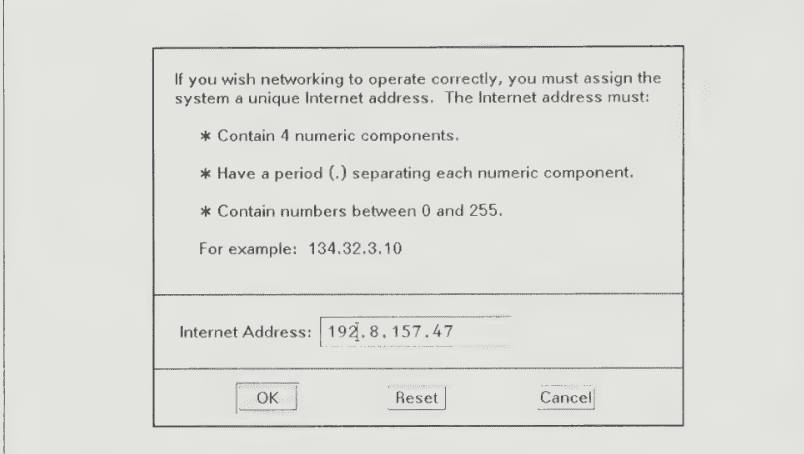 If you wish networking to operate correctly, you must assign the
system a unique Internet address. The Internet address must:
* Contain 4 numeric components.
* Have a period (.) separating each numeric component.
* Contain numbers between 0 and 255.
For example: 134.32.3.10
Internet Address: 192.8.157.47
OK Reset Cancel